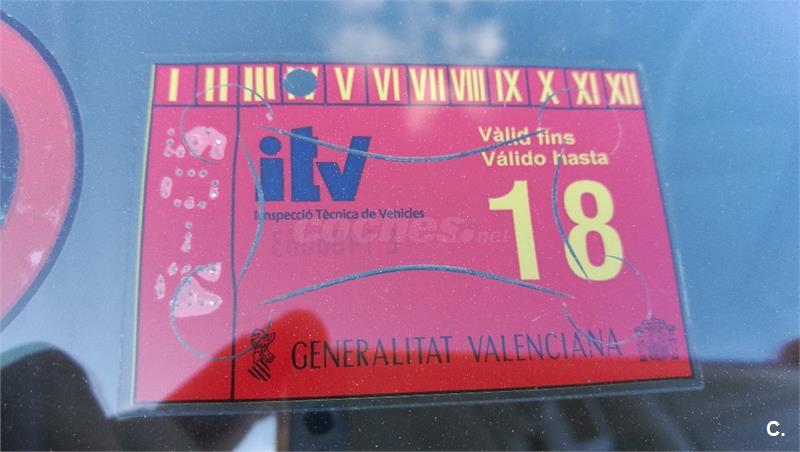 I II III IV V VI VII VIII IX X XI XII
itv
Vàlid fins
Válido hasta
18
Inspecció Tècnica de Vehicles
coches.net
GENERALITAT VALENCIANA
C.